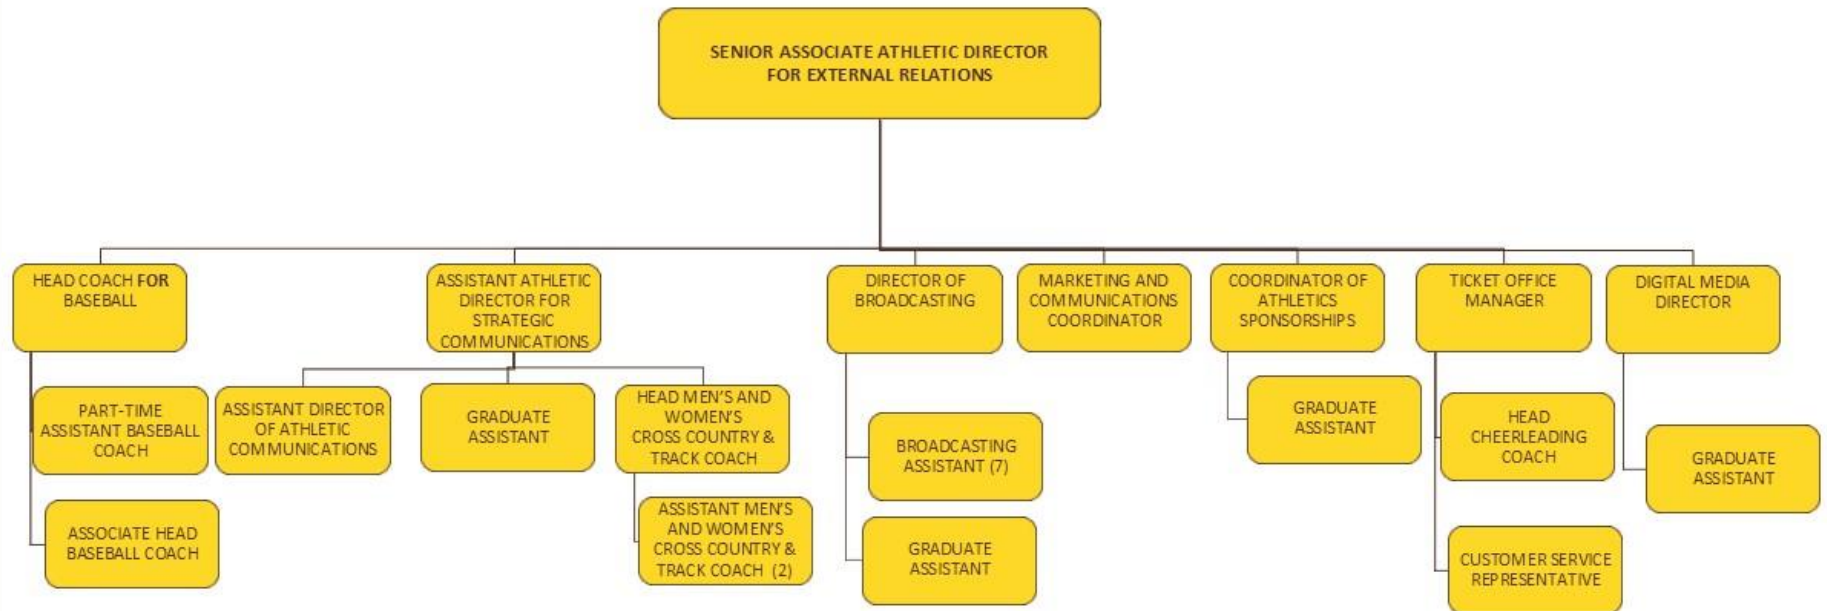 SENIOR ASSOCIATE ATHLETIC DIRECTOR
FOR EXTERNAL RELATIONS
HEAD COACH FOR
BASEBALL
ASSISTANT ATHLETIC
DIRECTOR FOR
STRATEGIC
COMMUNICATIONS
DIRECTOR OF
BROADCASTING
MARKETING AND
COMMUNICATIONS
COORDINATOR
COORDINATOR OF
ATHLETICS
SPONSORSHIPS
TICKET OFFICE
MANAGER
DIGITAL MEDIA
DIRECTOR
PART-TIME
ASSISTANT BASEBALL
COACH
ASSOCIATE HEAD
BASEBALL COACH
ASSISTANT DIRECTOR
OF ATHLETIC
COMMUNICATIONS
GRADUATE
ASSISTANT
HEAD MEN’S AND
WOMEN’S
CROSS COUNTRY &
TRACK COACH
ASSISTANT MEN’S
AND WOMEN’S
CROSS COUNTRY &
TRACK COACH (2)
BROADCASTING
ASSISTANT (7)
GRADUATE
ASSISTANT
GRADUATE
ASSISTANT
HEAD
CHEERLEADING
COACH
CUSTOMER SERVICE
REPRESENTATIVE
GRADUATE
ASSISTANT